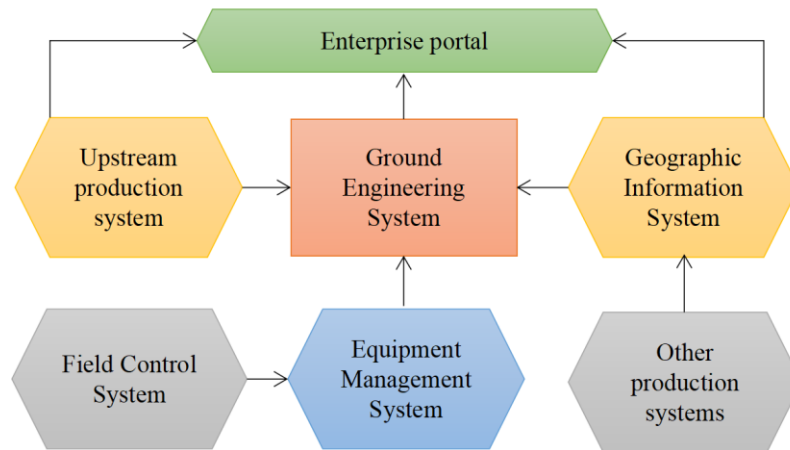 Enterprise portal
Upstream
production
system
Ground
Engineering
System
Geographic
Information
System
Field Control
System
Equipment
Management
System
Other
production
systems